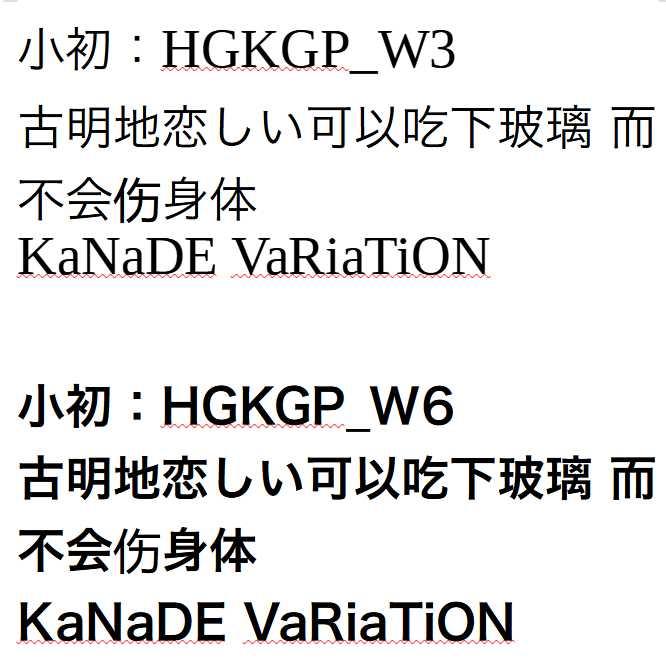 小初：HGKGP_W3
古明地恋しい可以吃下玻璃 而
不会伤身体
KaNaDE VaRiaTiON
小初：HGKGP_W6
古明地恋しい可以吃下玻璃 而
不会伤身体
KaNaDE VaRiaTiON